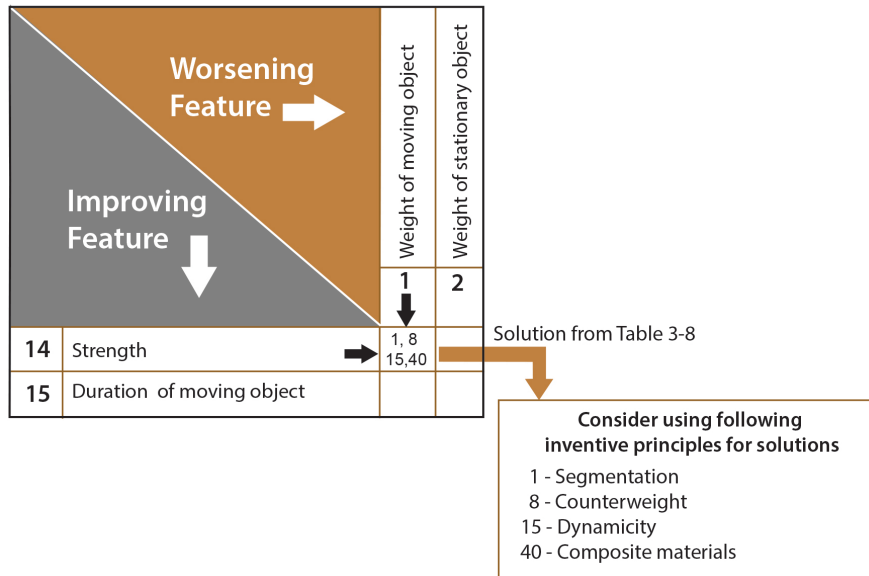 Worsening
Feature
Improving
Feature
Weight of moving object
Weight of stationary object
1
2
14
Strength
1, 8
15,40
Solution from Table 3-8
15
Duration  of moving object
Consider using following
inventive principles for solutions
1 - Segmentation
8 - Counterweight
15 - Dynamicity
40 - Composite materials